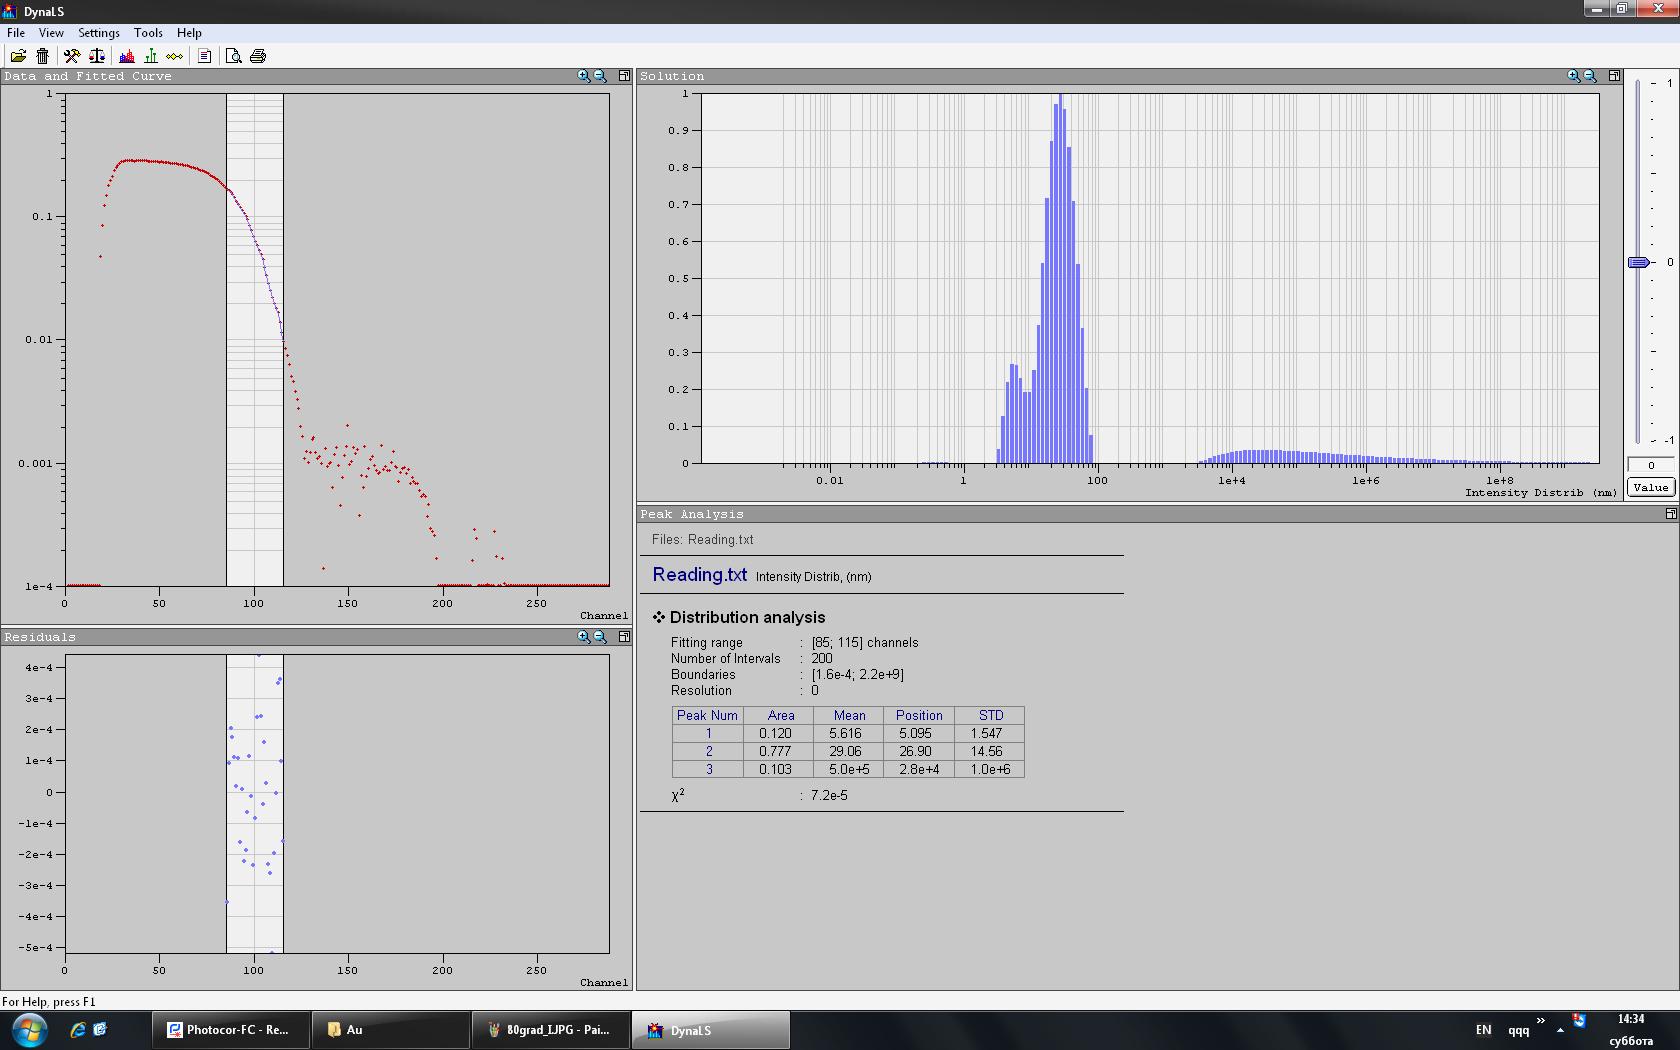 DynaLS
File View Settings Tools Help
Data and Fitted Curve
1
0.1
0.01
0.001
1e-4
0 50 100 150 200 250
Channel
Residuals
4e-4
3e-4
2e-4
1e-4
0
-1e-4
-2e-4
-3e-4
-4e-4
-5e-4
0 50 100 150 200 250
Channel
Solution
1
0.9
0.8
0.7
0.6
0.5
0.4
0.3
0.2
0.1
0
0.01 1 100 1e+4 1e+6 1e+8
Intensity Distrib (nm)
1
0
-1
0
Value
Peak Analysis
Files: Reading.txt
Reading.txt Intensity Distrib, (nm)
Distribution analysis
Fitting range : [85; 115] channels
Number of Intervals : 200
Boundaries : [1.6e-4; 2.2e+9]
Resolution : 0
Peak Num Area Mean Position STD
1 0.120 5.616 5.095 1.547
2 0.777 29.06 26.90 14.56
3 0.103 5.0e+5 2.8e+4 1.0e+6
χ² : 7.2e-5
For Help, press F1
Photocor-FC - Re...
Au
80grad_I.JPG - Pai...
DynaLS
EN qqq »
14:34
суббота